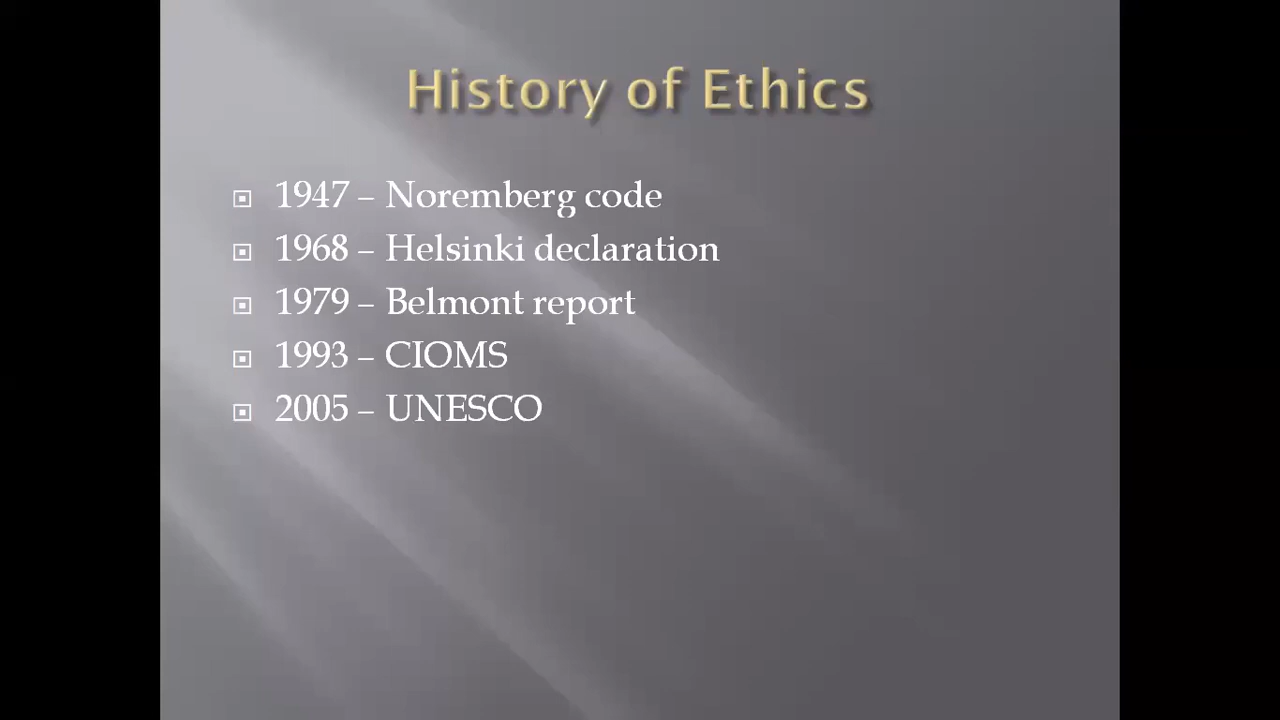 History of Ethics
1947 – Noremberg code
1968 – Helsinki declaration
1979 – Belmont report
1993 – CIOMS
2005 – UNESCO